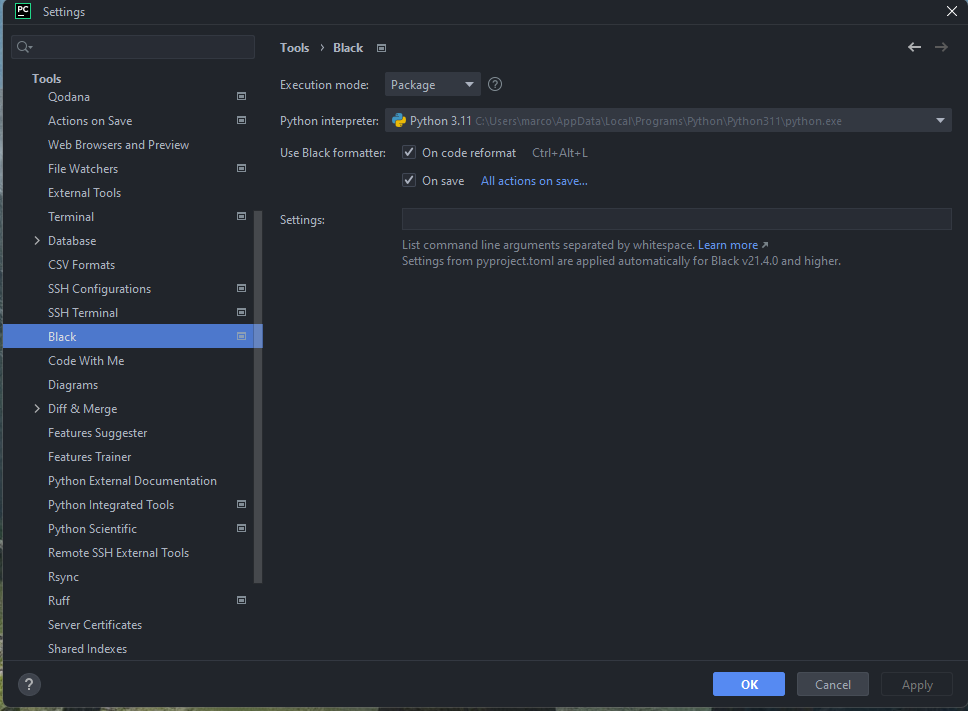 PC
Settings
Tools
Qodana
Actions on Save
Web Browsers and Preview
File Watchers
External Tools
Terminal
Database
CSV Formats
SSH Configurations
SSH Terminal
Black
Code With Me
Diagrams
Diff & Merge
Features Suggester
Features Trainer
Python External Documentation
Python Integrated Tools
Python Scientific
Remote SSH External Tools
Rsync
Ruff
Server Certificates
Shared Indexes
Tools › Black
Execution mode: Package ?
Python interpreter: Python 3.11 C:\Users\marco\AppData\Local\Programs\Python\Python311\python.exe
Use Black formatter: On code reformat Ctrl+Alt+L
On save All actions on save...
Settings:
List command line arguments separated by whitespace. Learn more ↗
Settings from pyproject.toml are applied automatically for Black v21.4.0 and higher.
? OK Cancel Apply